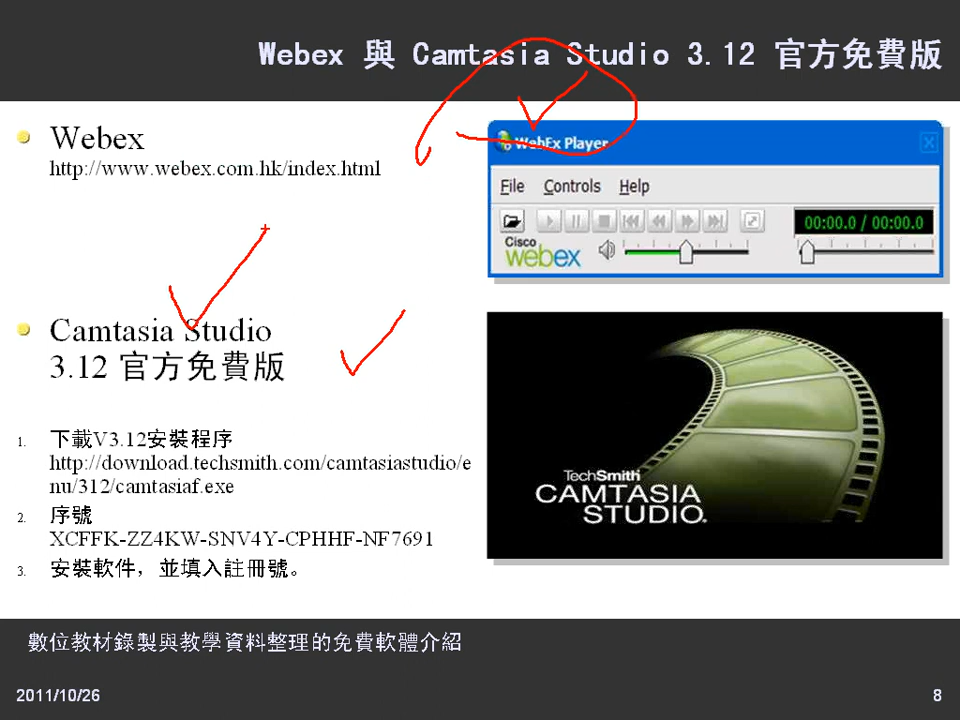 Webex 與 Camtasia Studio 3.12 官方免費版
Webex
http://www.webex.com.hk/index.html
WebEx Player
File Controls Help
00:00.0 / 00:00.0
Cisco
webex
Camtasia Studio
3.12 官方免費版
1. 下載V3.12安裝程序
http://download.techsmith.com/camtasiastudio/e
nu/312/camtasiaf.exe
2. 序號
XCFFK-ZZ4KW-SNV4Y-CPHHF-NF7691
3. 安裝軟件，並填入註冊號。
TechSmith
CAMTASIA
STUDIO.
數位教材錄製與教學資料整理的免費軟體介紹
2011/10/26
8